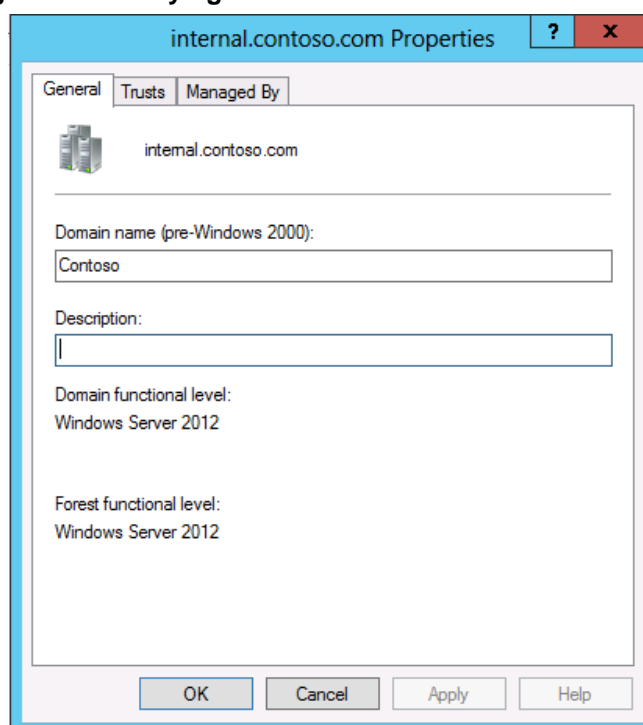 internal.contoso.com Properties
? x
General Trusts Managed By
internal.contoso.com
Domain name (pre-Windows 2000):
Contoso
Description:
Domain functional level:
Windows Server 2012
Forest functional level:
Windows Server 2012
OK Cancel Apply Help